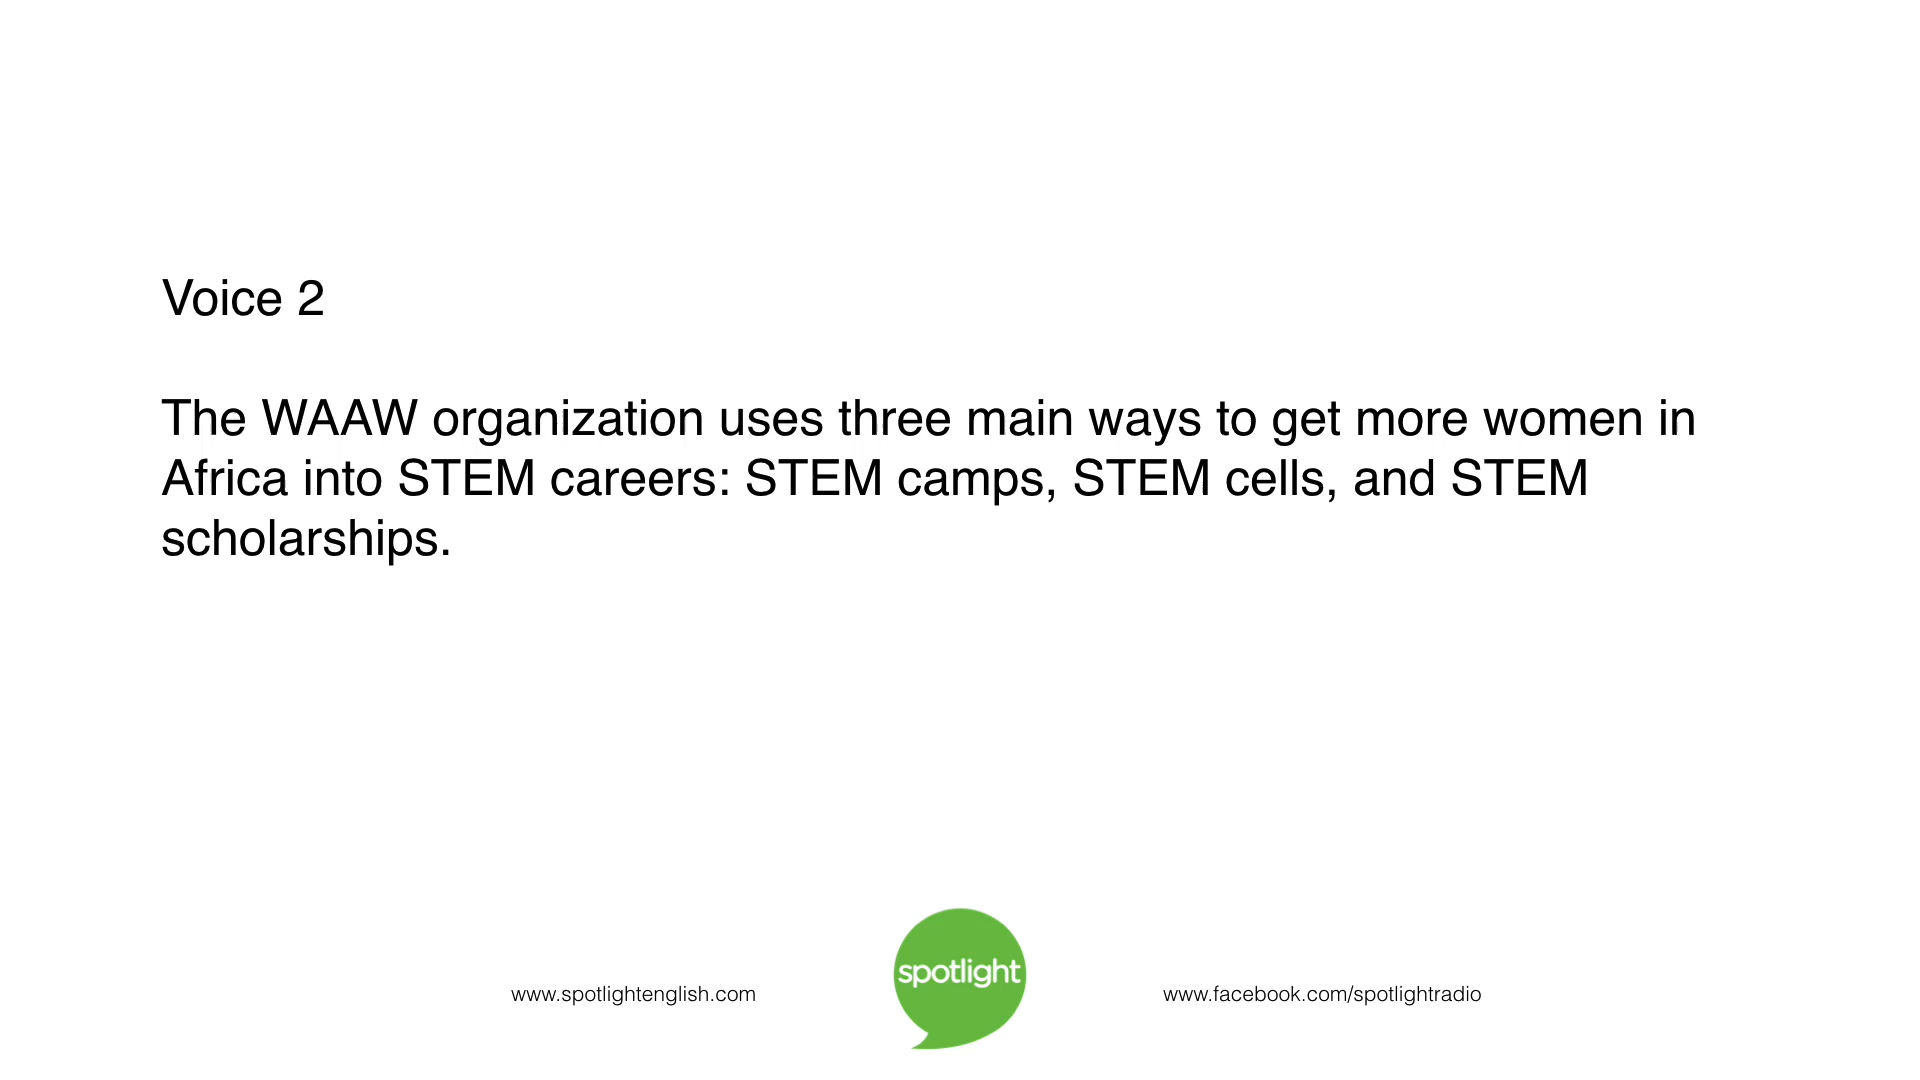 Voice 2
The WAAW organization uses three main ways to get more women in
Africa into STEM careers: STEM camps, STEM cells, and STEM
scholarships.
www.spotlightenglish.com
spotlight
www.facebook.com/spotlightradio